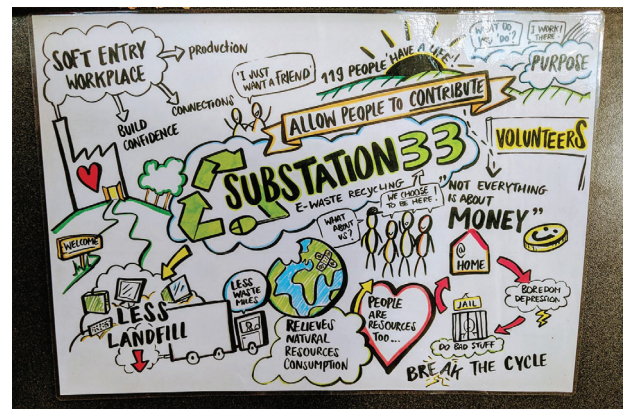 SOFT ENTRY
WORKPLACE
production
CONNECTIONS
BUILD
CONFIDENCE
'I JUST
WANT A FRIEND'
119 PEOPLE 'HAVE A LIFE!'
WHAT DO
YOU 'DO'?
I WORK!
THERE
PURPOSE
ALLOW PEOPLE TO CONTRIBUTE
VOLUNTEERS
SUBSTATION33
E-WASTE RECYCLING
WE CHOOSE
TO BE HERE!
"NOT EVERYTHING
IS ABOUT
MONEY"
WHAT
ABOUT
US?
WELCOME
@
HOME
LESS
LANDFILL
LESS
WASTE
MILES
RELIEVES
NATURAL
RESOURCES
CONSUMPTION
PEOPLE
ARE
RESOURCES
TOO...
BOREDOM
DEPRESSION
JAIL
DO BAD STUFF
BREAK THE CYCLE